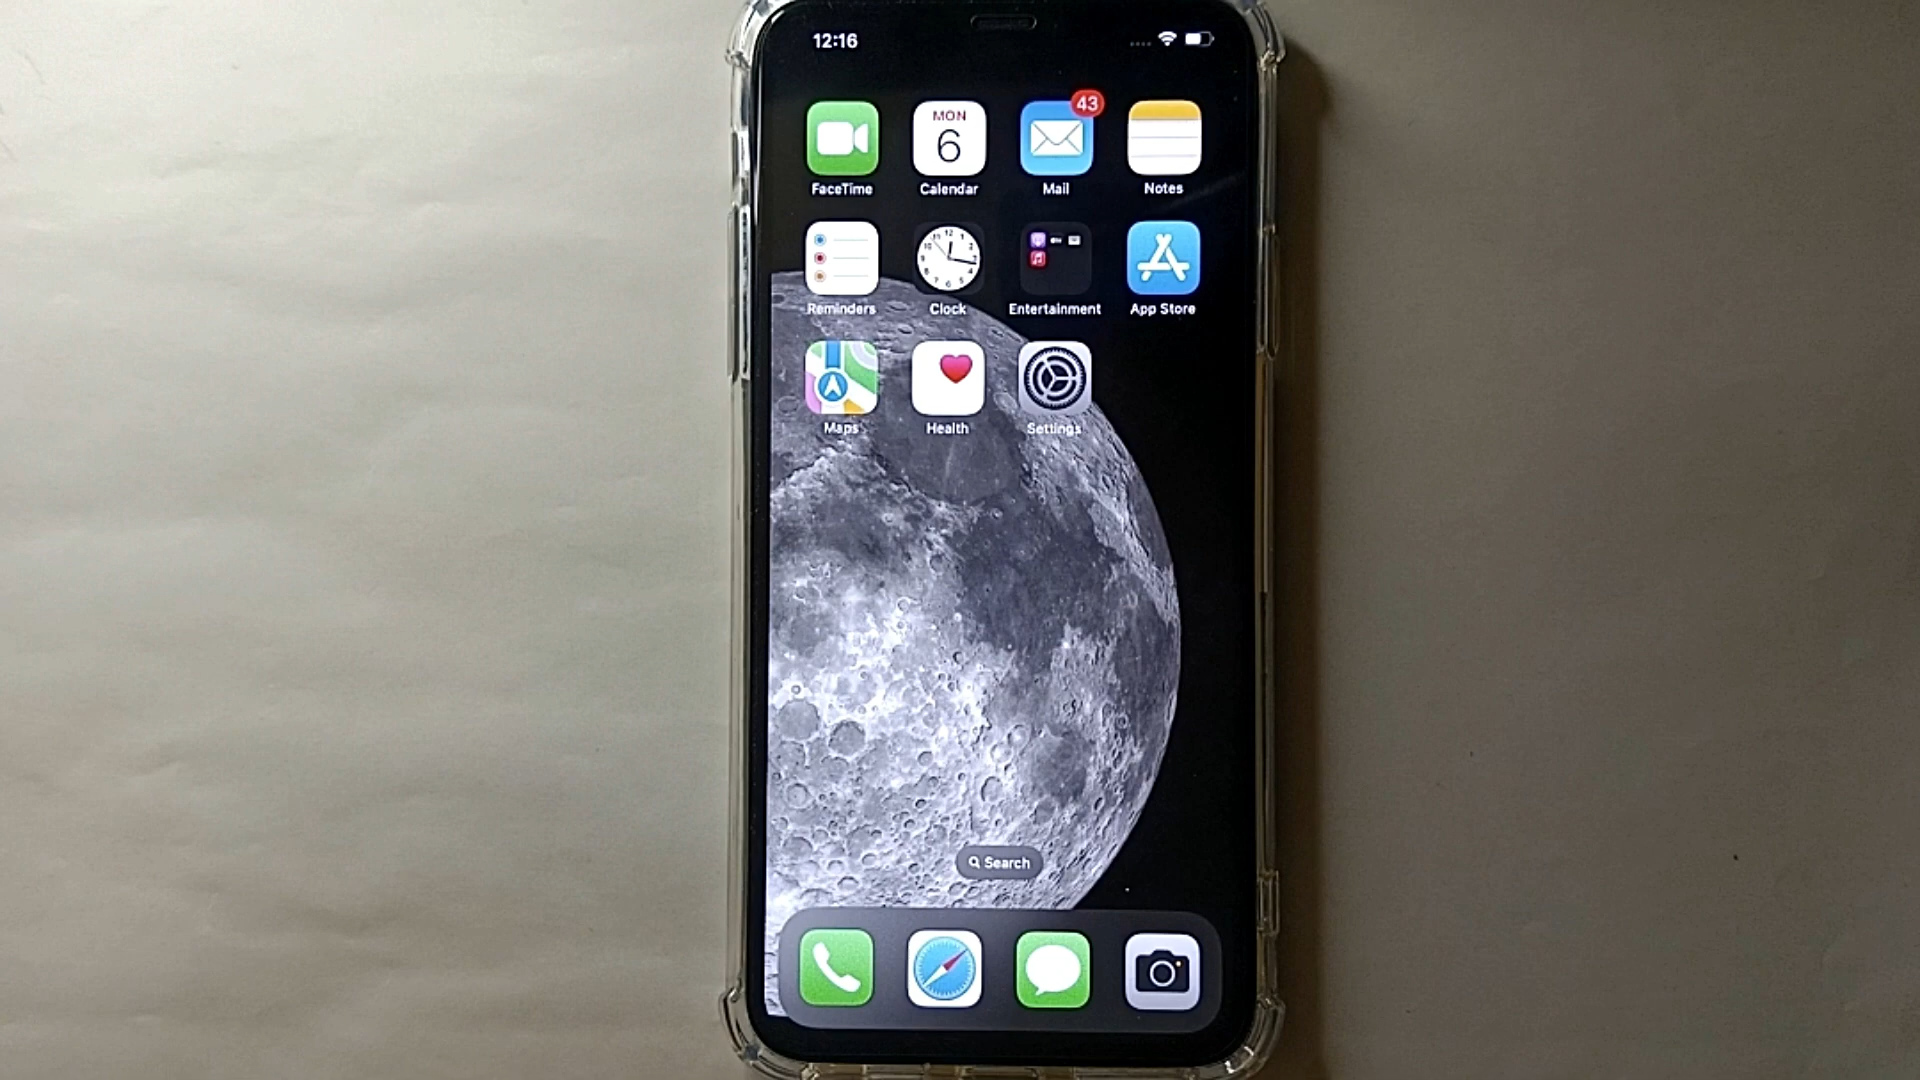 12:16
43
MON
6
FaceTime Calendar Mail Notes
Reminders Clock Entertainment App Store
Maps Health Settings
Search